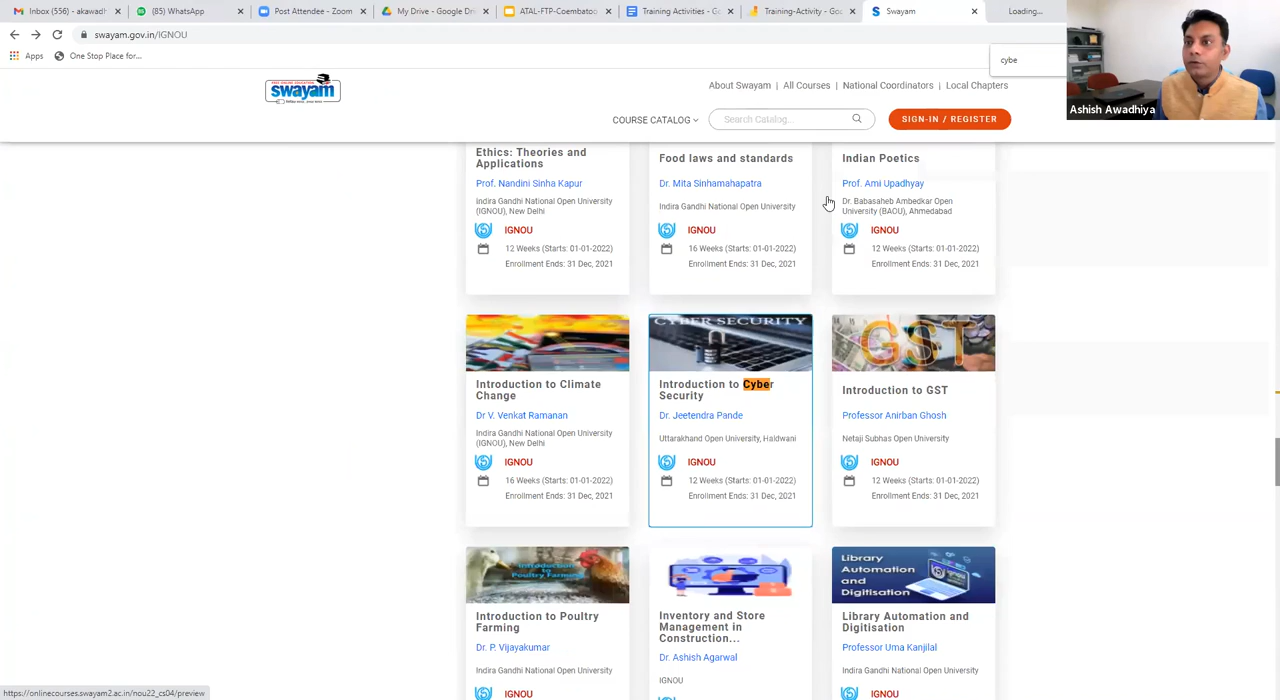 Inbox (556) - akawadh
(85) WhatsApp
Post Attendee - Zoom
My Drive - Google Dri
ATAL-FTP-Coembatoo
Training Activities - Go
Training-Activity - Goo
Swayam
Loading...
swayam.gov.in/IGNOU
Apps
One Stop Place for...
cybe
Ashish Awadhiya
swayam
About Swayam | All Courses | National Coordinators | Local Chapters
COURSE CATALOG
Search Catalog...
SIGN-IN / REGISTER
Ethics: Theories and
Applications
Prof. Nandini Sinha Kapur
Indira Gandhi National Open University
(IGNOU), New Delhi
IGNOU
12 Weeks (Starts: 01-01-2022)
Enrollment Ends: 31 Dec, 2021
Food laws and standards
Dr. Mita Sinhamahapatra
Indira Gandhi National Open University
IGNOU
16 Weeks (Starts: 01-01-2022)
Enrollment Ends: 31 Dec, 2021
Indian Poetics
Prof. Ami Upadhyay
Dr. Babasaheb Ambedkar Open
University (BAOU), Ahmedabad
IGNOU
12 Weeks (Starts: 01-01-2022)
Enrollment Ends: 31 Dec, 2021
Introduction to Climate
Change
Dr V. Venkat Ramanan
Indira Gandhi National Open University
(IGNOU), New Delhi
IGNOU
16 Weeks (Starts: 01-01-2022)
Enrollment Ends: 31 Dec, 2021
CYBER SECURITY
Introduction to Cyber
Security
Dr. Jeetendra Pande
Uttarakhand Open University, Haldwani
IGNOU
12 Weeks (Starts: 01-01-2022)
Enrollment Ends: 31 Dec, 2021
GST
Introduction to GST
Professor Anirban Ghosh
Netaji Subhas Open University
IGNOU
12 Weeks (Starts: 01-01-2022)
Enrollment Ends: 31 Dec, 2021
Introduction
to
Poultry Farming
Introduction to Poultry
Farming
Dr. P. Vijayakumar
Indira Gandhi National Open University
IGNOU
Inventory and Store
Management in
Construction...
Dr. Ashish Agarwal
IGNOU
Library
Automation
and
Digitisation
Library Automation and
Digitisation
Professor Uma Kanjilal
Indira Gandhi National Open University
IGNOU
https://onlinecourses.swayam2.ac.in/nou22_cs04/preview